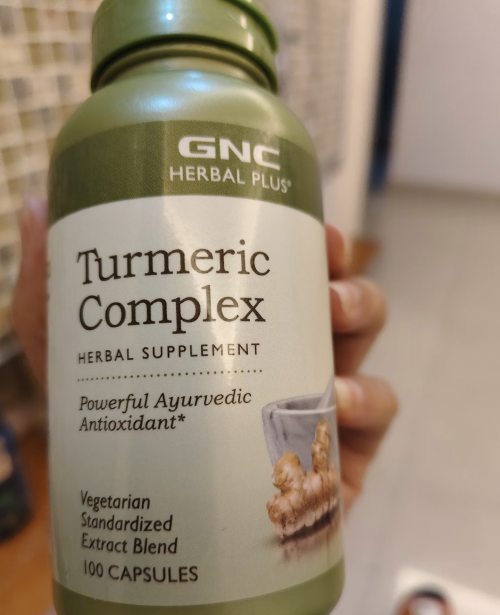 GNC
HERBAL PLUS®
Turmeric
Complex
HERBAL SUPPLEMENT
Powerful Ayurvedic
Antioxidant*
Vegetarian
Standardized
Extract Blend
100 CAPSULES